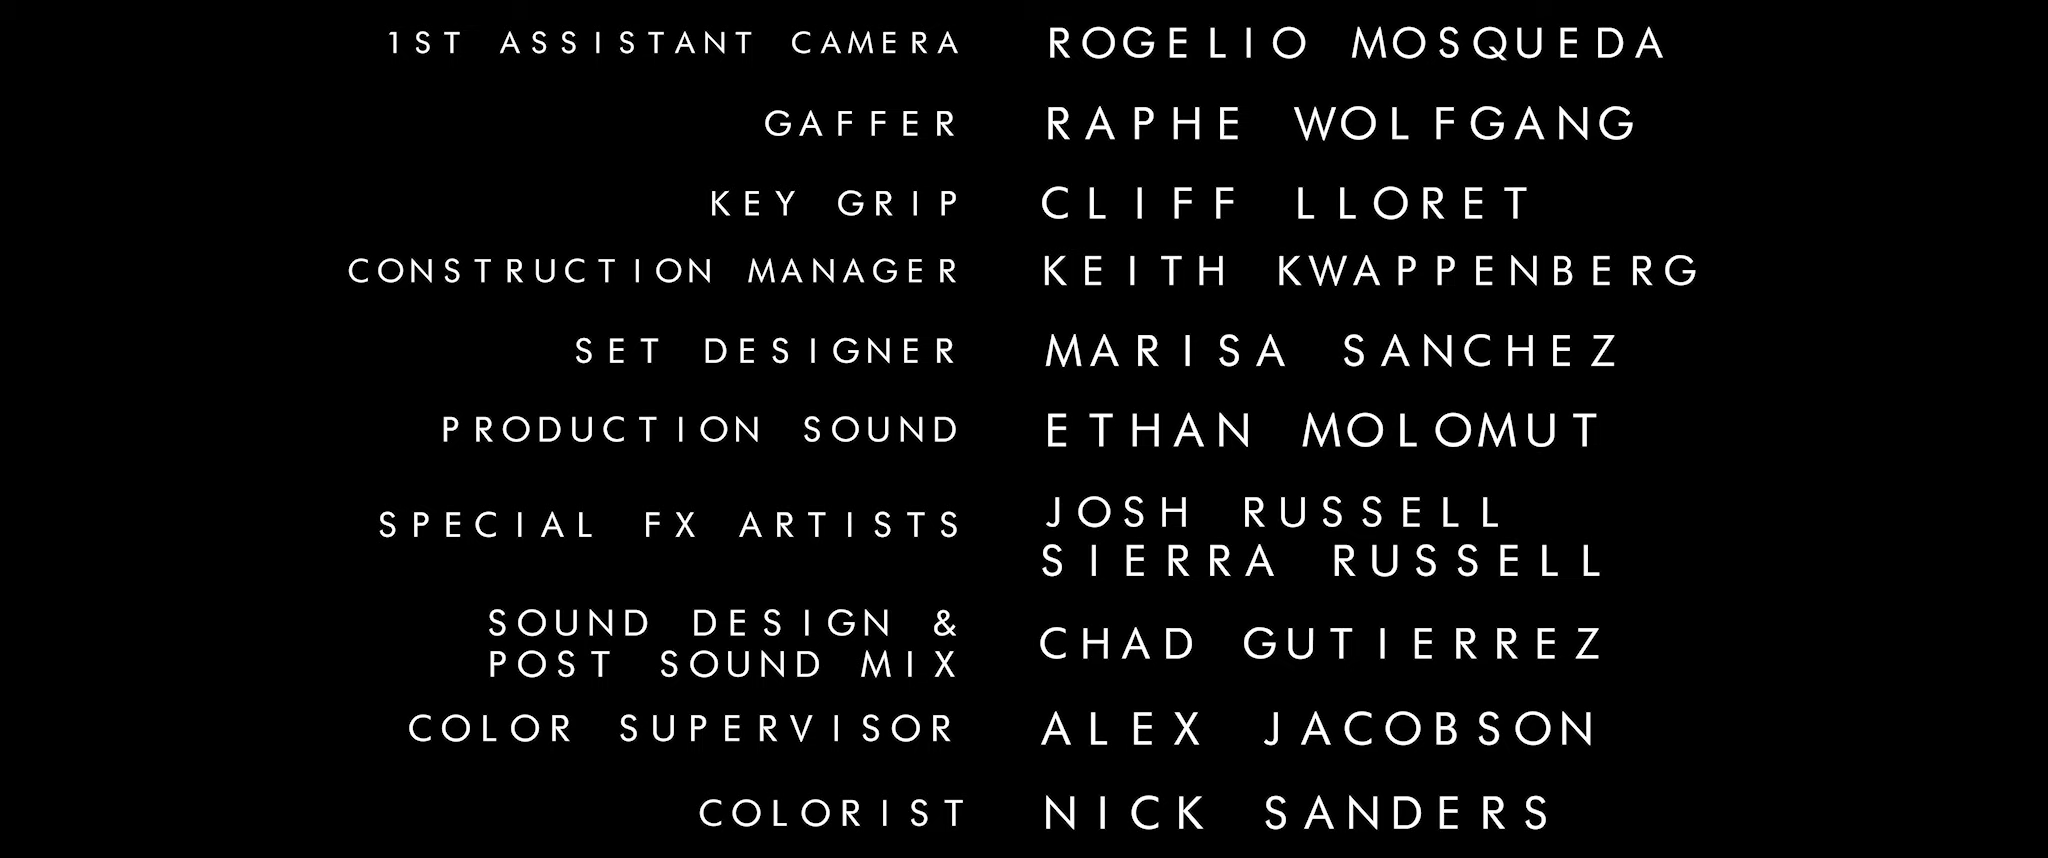 1ST ASSISTANT CAMERA ROGELIO MOSQUEDA
GAFFER RAPHE WOLFGANG
KEY GRIP CLIFF LLORET
CONSTRUCTION MANAGER KEITH KWAPPENBERG
SET DESIGNER MARISA SANCHEZ
PRODUCTION SOUND ETHAN MOLOMUT
SPECIAL FX ARTISTS JOSH RUSSELL
SIERRA RUSSELL
SOUND DESIGN &
POST SOUND MIX CHAD GUTIERREZ
COLOR SUPERVISOR ALEX JACOBSON
COLORIST NICK SANDERS